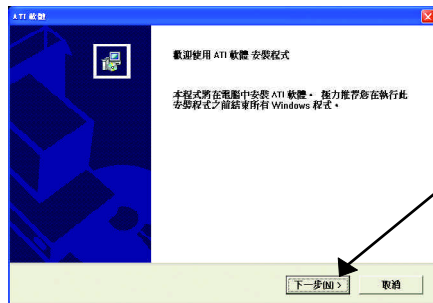 ATI 軟體
歡迎使用 ATI 軟體 安裝程式
本程式將在電腦中安裝 ATI 軟體。 極力推荐您在執行此
安裝程式之前結束所有 Windows 程式。
下一步(N) >
取消